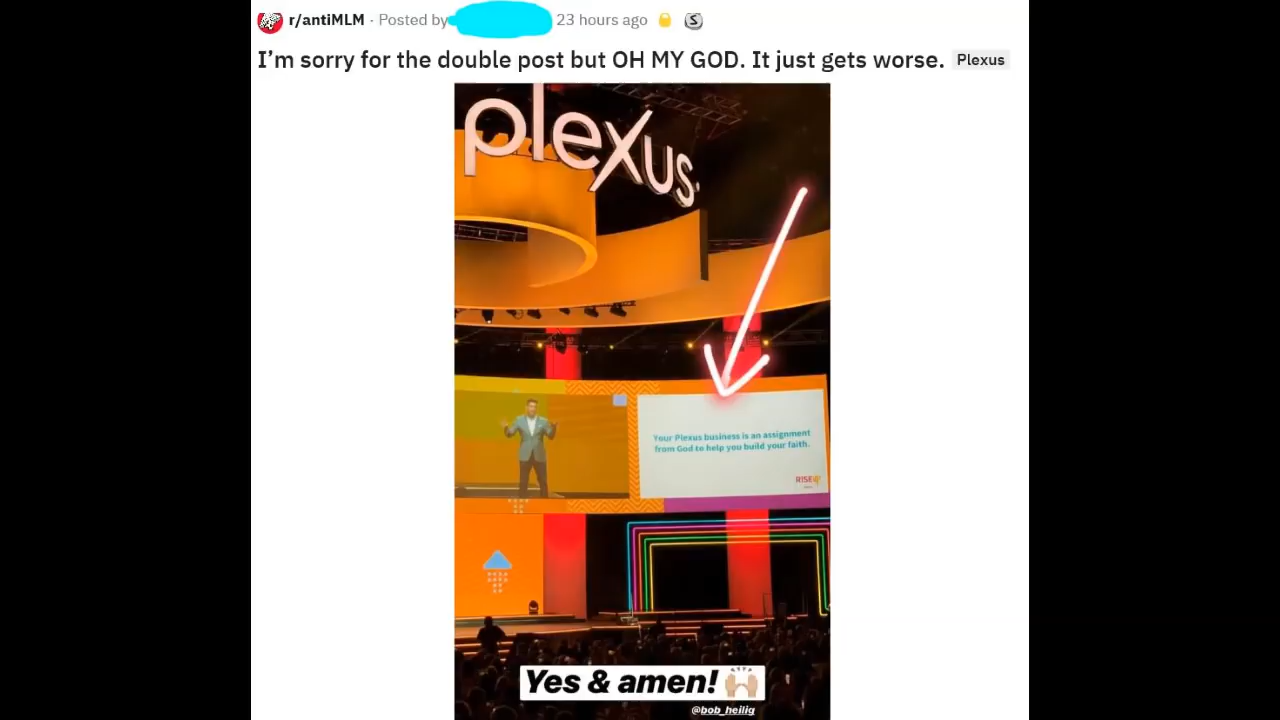 r/antiMLM · Posted by 23 hours ago
I’m sorry for the double post but OH MY GOD. It just gets worse. Plexus
plexus.
Your Plexus business is an assignment
from God to help you build your faith.
RISE up
Yes & amen! 🙌🏼
@bob_heilig